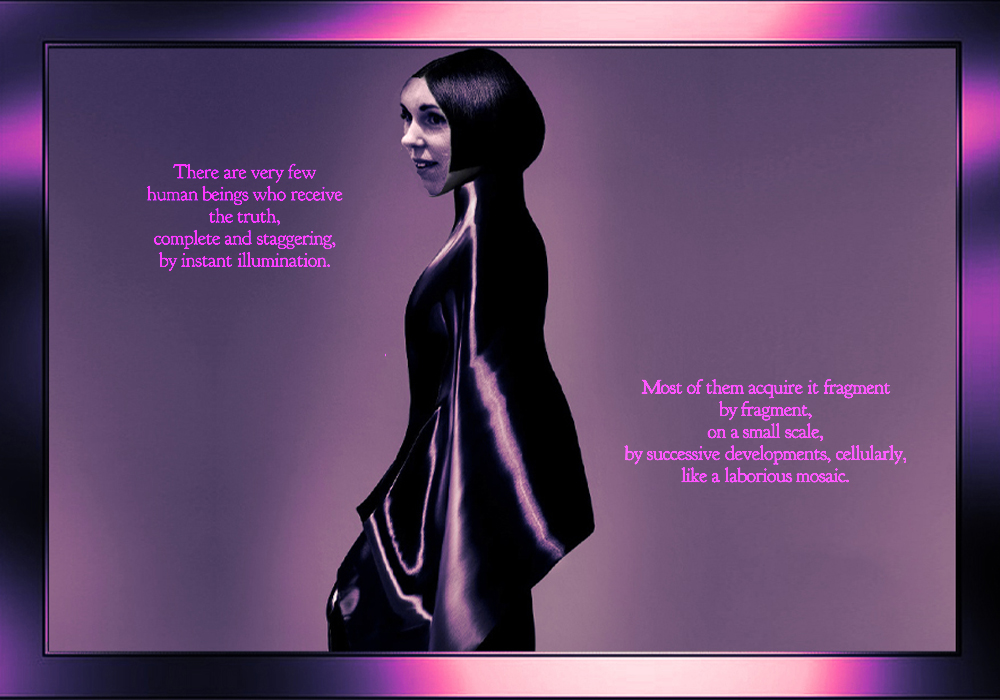 There are very few
human beings who receive
the truth,
complete and staggering,
by instant illumination.
Most of them acquire it fragment
by fragment,
on a small scale,
by successive developments, cellularly,
like a laborious mosaic.